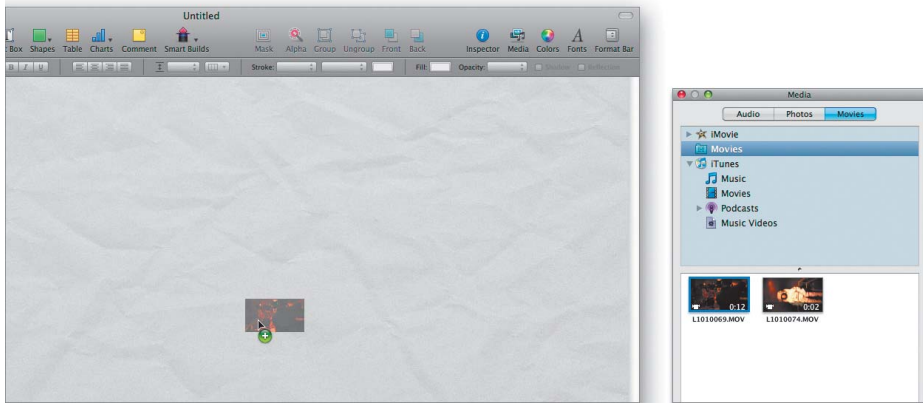 Untitled
Box Shapes Table Charts Comment Smart Builds Mask Alpha Group Ungroup Front Back Inspector Media Colors Fonts Format Bar
B I U Stroke: Fill: Opacity: Shadow Reflection
Media
Audio Photos Movies
iMovie
Movies
iTunes
Music
Movies
Podcasts
Music Videos
0:12 0:02
L1010069.MOV L1010074.MOV